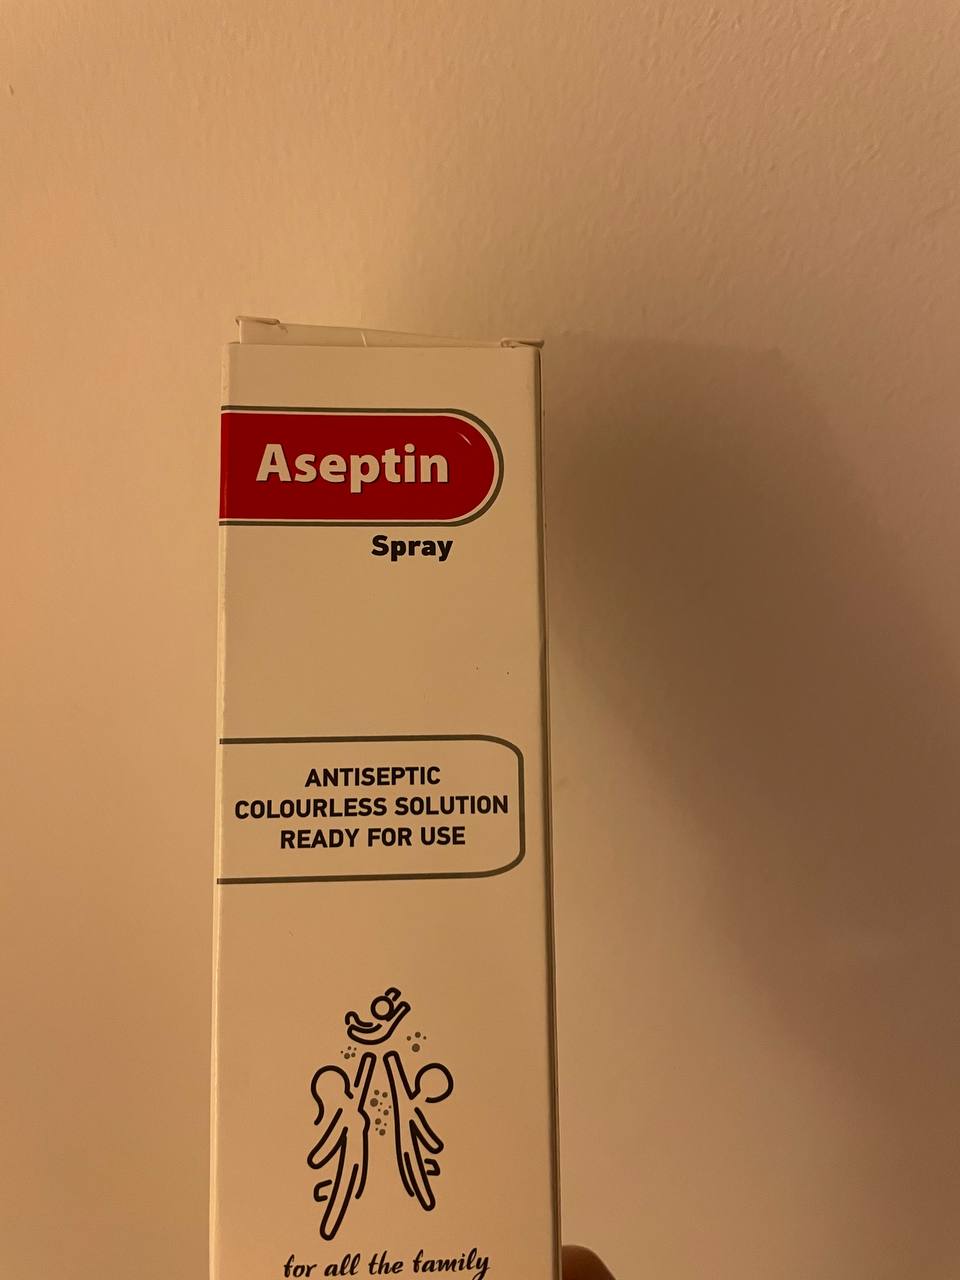 Aseptin
Spray
ANTISEPTIC
COLOURLESS SOLUTION
READY FOR USE
for all the family